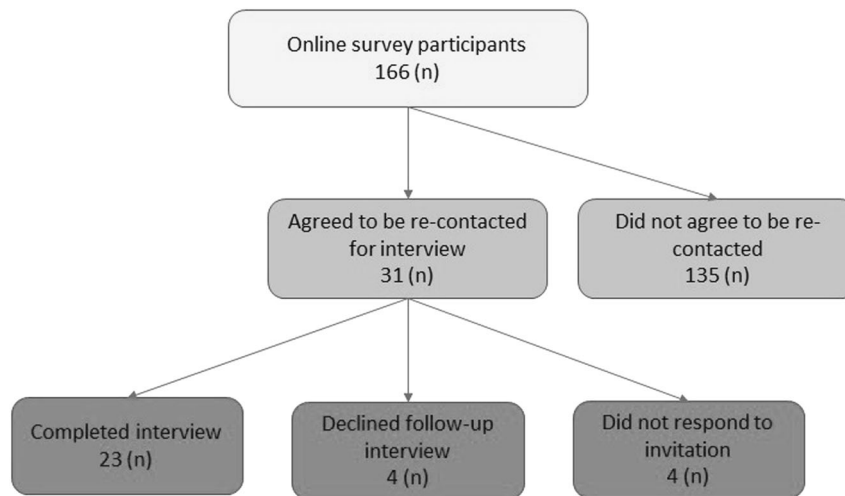 Online survey participants
166 (n)
Agreed to be re-contacted
for interview
31 (n)
Did not agree to be re-
contacted
135 (n)
Completed interview
23 (n)
Declined follow-up
interview
4 (n)
Did not respond to
invitation
4 (n)